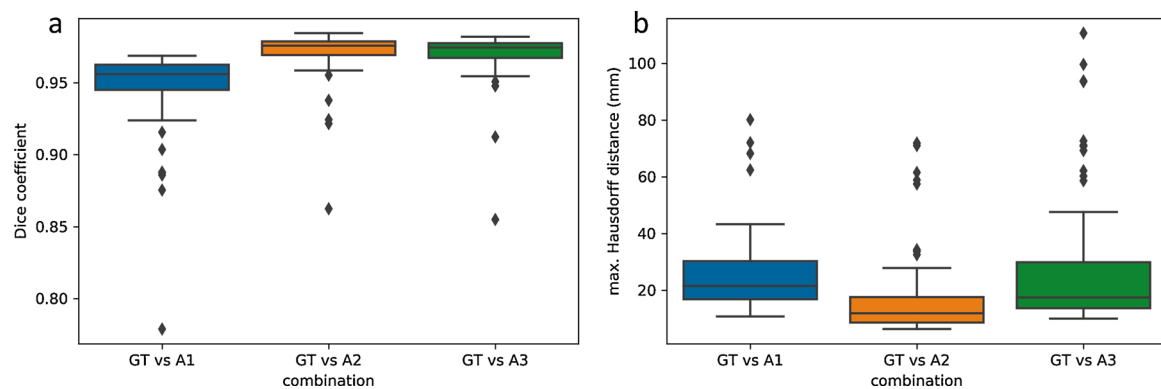 a
Dice coefficient
0.95
0.90
0.85
0.80
GT vs A1
GT vs A2
GT vs A3
combination
b
max. Hausdorff distance (mm)
100
80
60
40
20
GT vs A1
GT vs A2
GT vs A3
combination